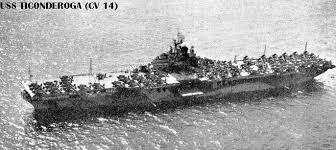 USS TICONDEROGA (CV 14)